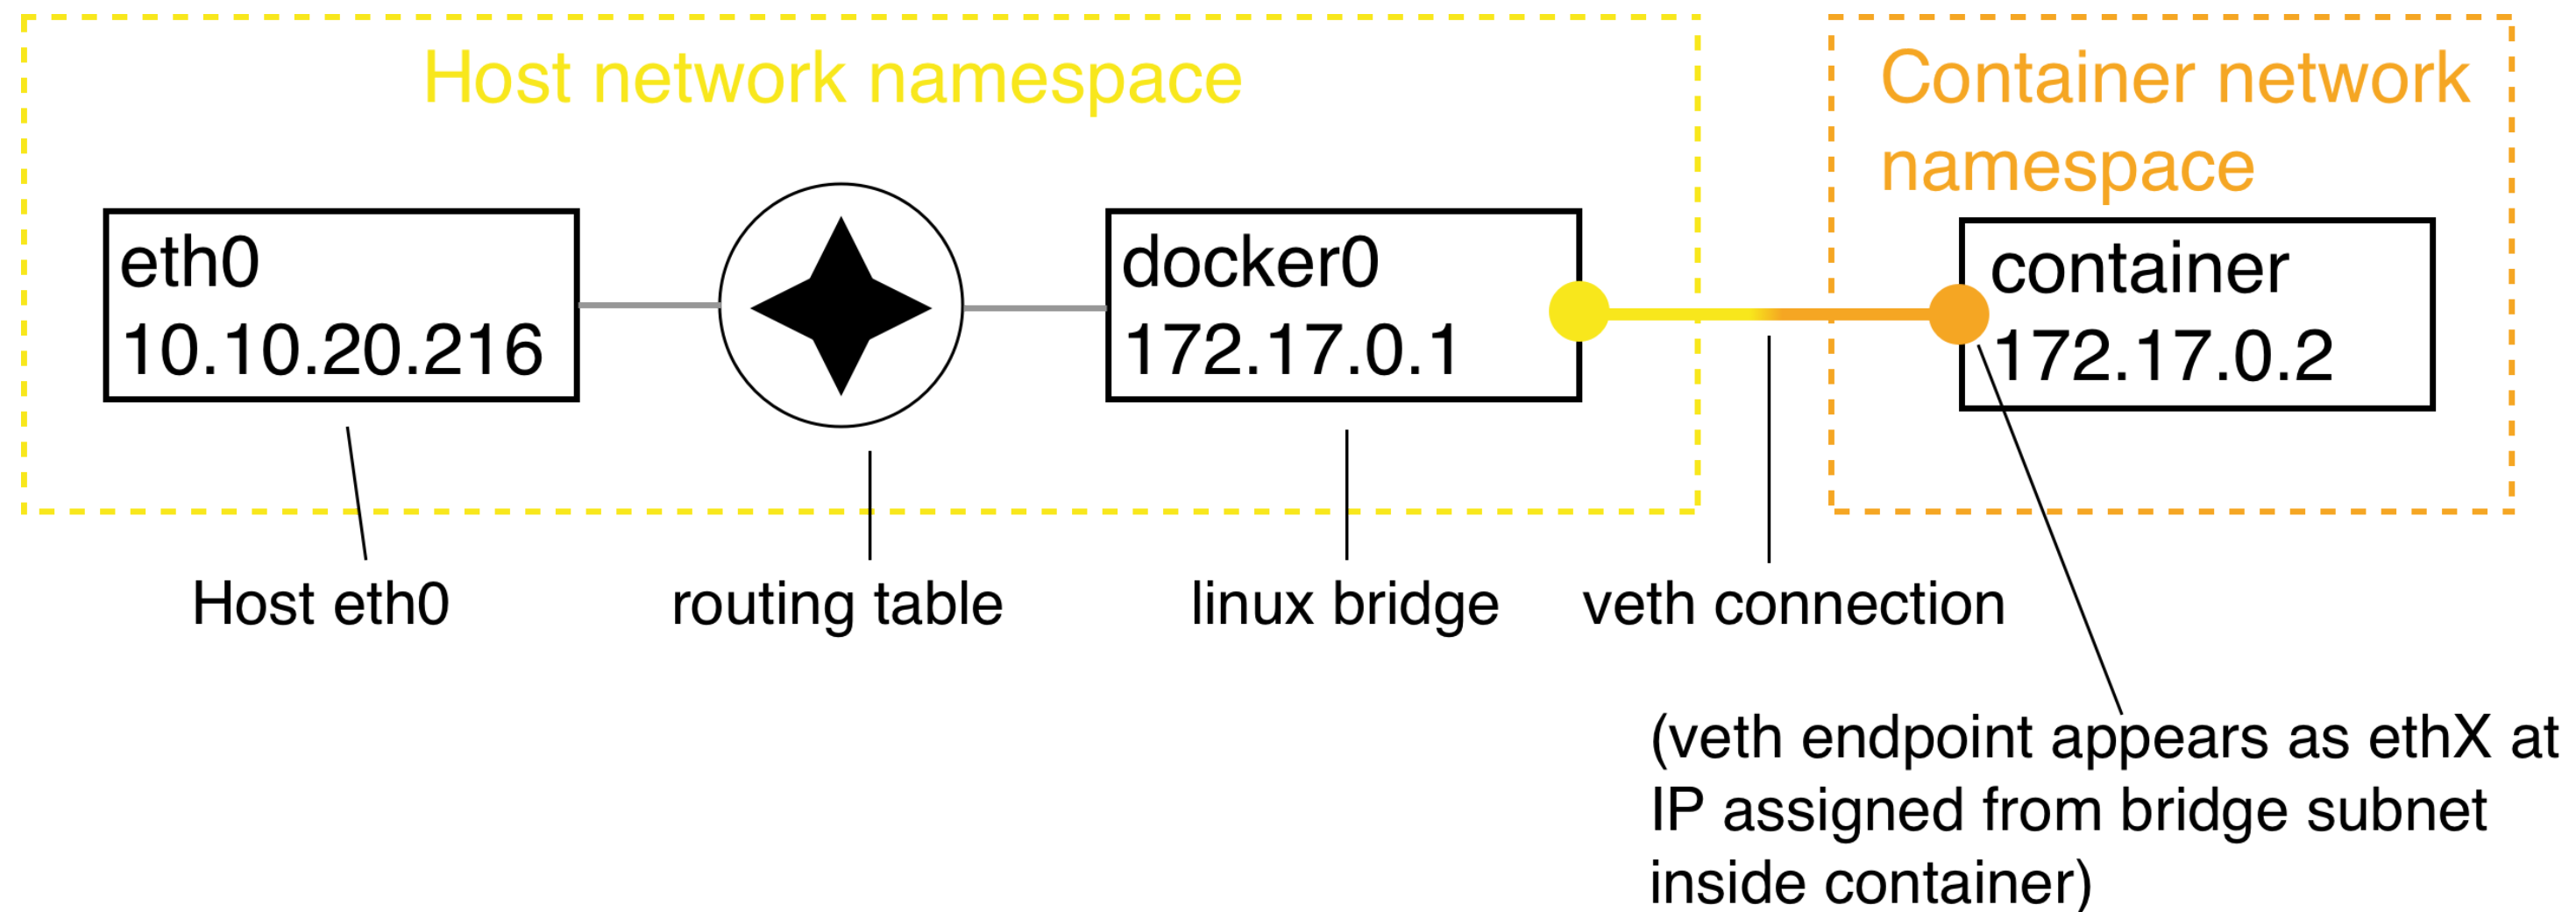 Host network namespace
Container network
namespace
eth0
10.10.20.216
docker0
172.17.0.1
container
172.17.0.2
Host eth0
routing table
linux bridge
veth connection
(veth endpoint appears as ethX at
IP assigned from bridge subnet
inside container)